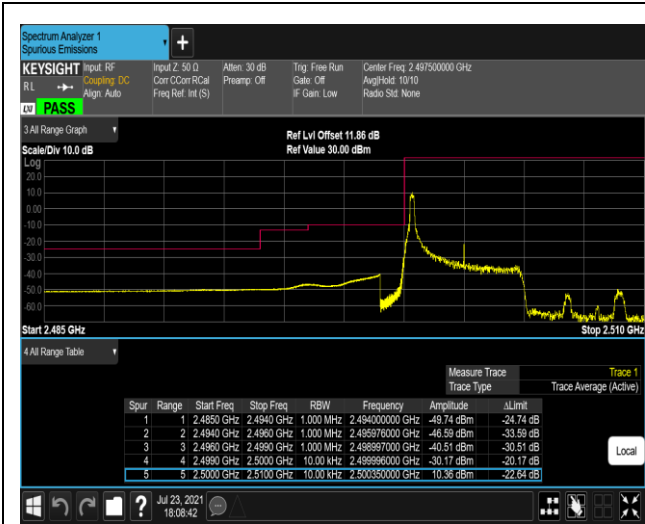 Spectrum Analyzer 1
Spurious Emissions
+
KEYSIGHT Input: RF Input Z: 50 Ω Atten: 30 dB Trig: Free Run Center Freq: 2.497500000 GHz
Coupling: DC Corr CCorr RCal Preamp: Off Gate: Off Avg|Hold: 10/10
R L Align: Auto Freq Ref: Int (S) IF Gain: Low Radio Std: None
LXI PASS
3 All Range Graph
Ref Lvl Offset 11.86 dB
Scale/Div 10.0 dB Ref Value 30.00 dBm
Log
20.0
10.0
0.00
-10.0
-20.0
-30.0
-40.0
-50.0
-60.0
Start 2.485 GHz Stop 2.510 GHz
4 All Range Table
Measure Trace Trace 1
Trace Type Trace Average (Active)
Spur Range Start Freq Stop Freq RBW Frequency Amplitude ΔLimit
1 1 2.4850 GHz 2.4940 GHz 1.000 MHz 2.494000000 GHz -49.74 dBm -24.74 dB
2 2 2.4940 GHz 2.4960 GHz 1.000 MHz 2.495976000 GHz -46.59 dBm -33.59 dB
3 3 2.4960 GHz 2.4990 GHz 1.000 MHz 2.498997000 GHz -40.51 dBm -30.51 dB
4 4 2.4990 GHz 2.5000 GHz 10.00 kHz 2.499996000 GHz -30.17 dBm -20.17 dB
5 5 2.5000 GHz 2.5100 GHz 10.00 kHz 2.500350000 GHz 10.36 dBm -22.64 dB
Local
? Jul 23, 2021
18:08:42